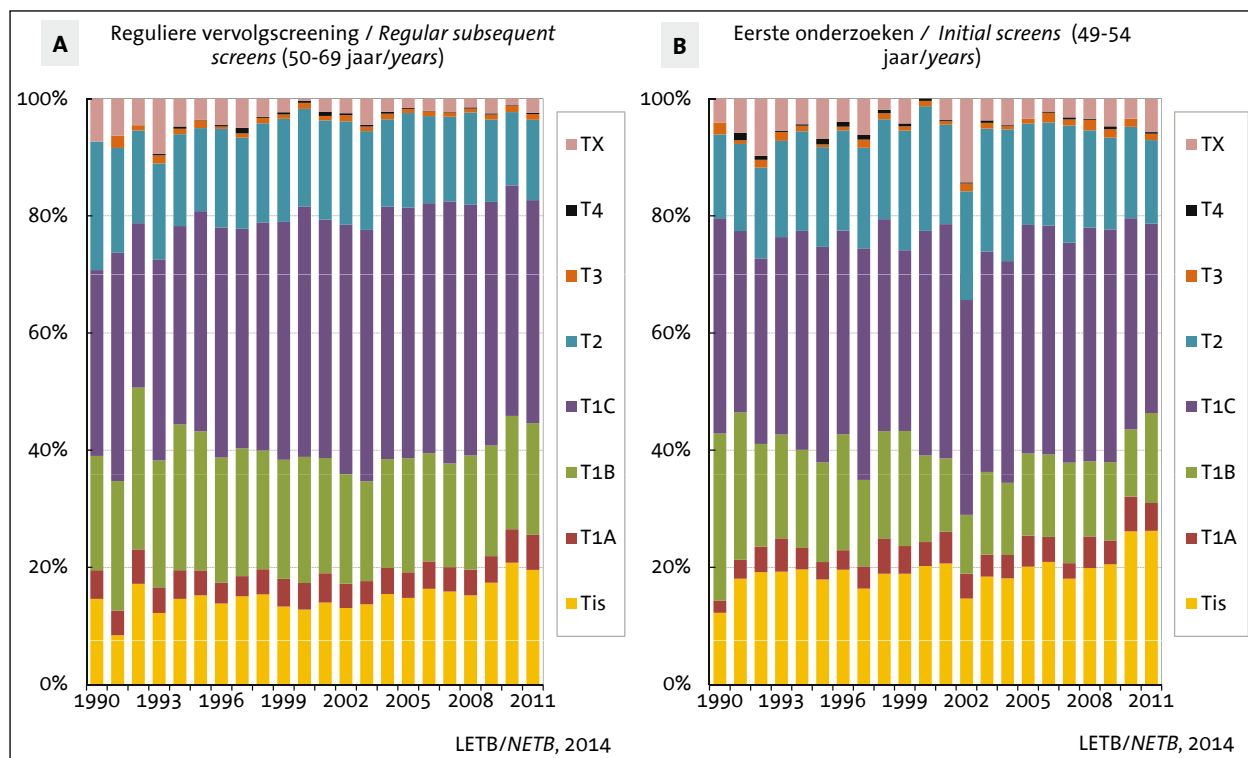 A
Reguliere vervolgscreening / Regular subsequent
screens (50-69 jaar/years)
100%
80%
60%
40%
20%
0%
1990 1993 1996 1999 2002 2005 2008 2011
TX
T4
T3
T2
T1C
T1B
T1A
Tis
LETB/NETB, 2014
B
Eerste onderzoeken / Initial screens (49-54
jaar/years)
100%
80%
60%
40%
20%
0%
1990 1993 1996 1999 2002 2005 2008 2011
TX
T4
T3
T2
T1C
T1B
T1A
Tis
LETB/NETB, 2014